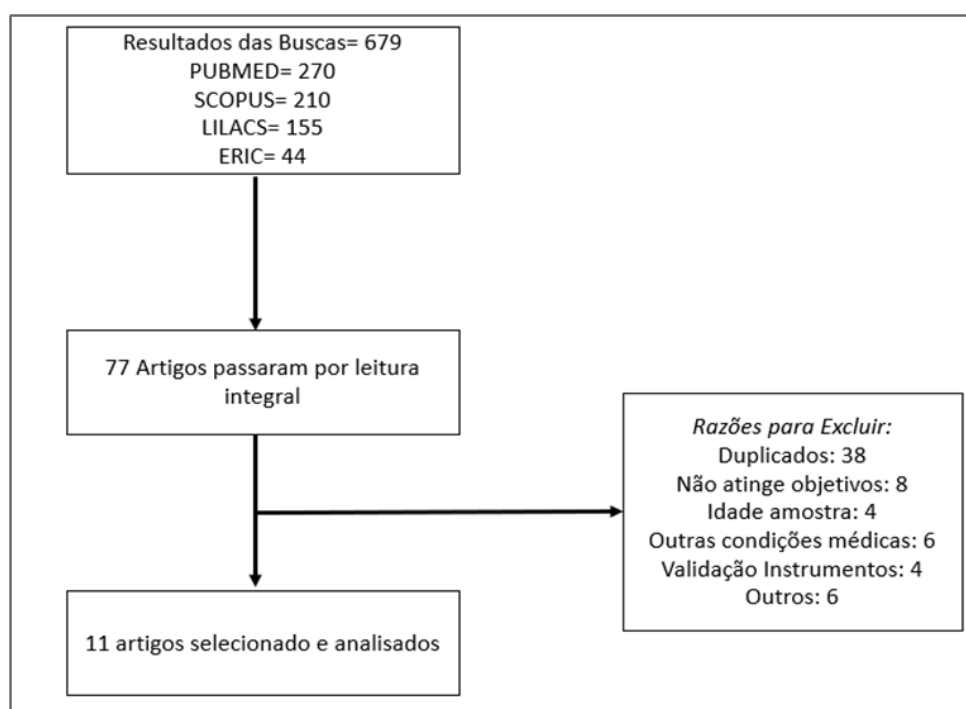 Resultados das Buscas= 679
PUBMED= 270
SCOPUS= 210
LILACS= 155
ERIC= 44
77 Artigos passaram por leitura
integral
Razões para Excluir:
Duplicados: 38
Não atinge objetivos: 8
Idade amostra: 4
Outras condições médicas: 6
Validação Instrumentos: 4
Outros: 6
11 artigos selecionado e analisados